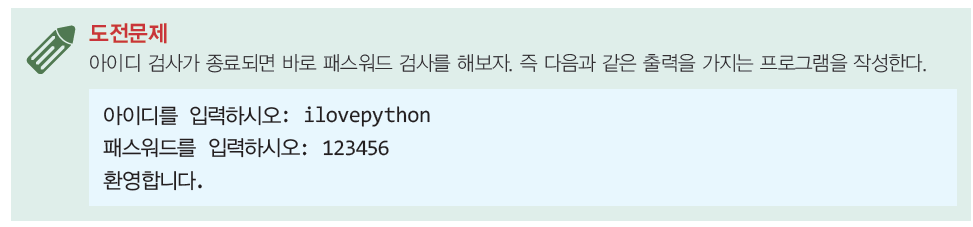 도전문제
아이디 검사가 종료되면 바로 패스워드 검사를 해보자. 즉 다음과 같은 출력을 가지는 프로그램을 작성한다.
아이디를 입력하시오: ilovepython
패스워드를 입력하시오: 123456
환영합니다.